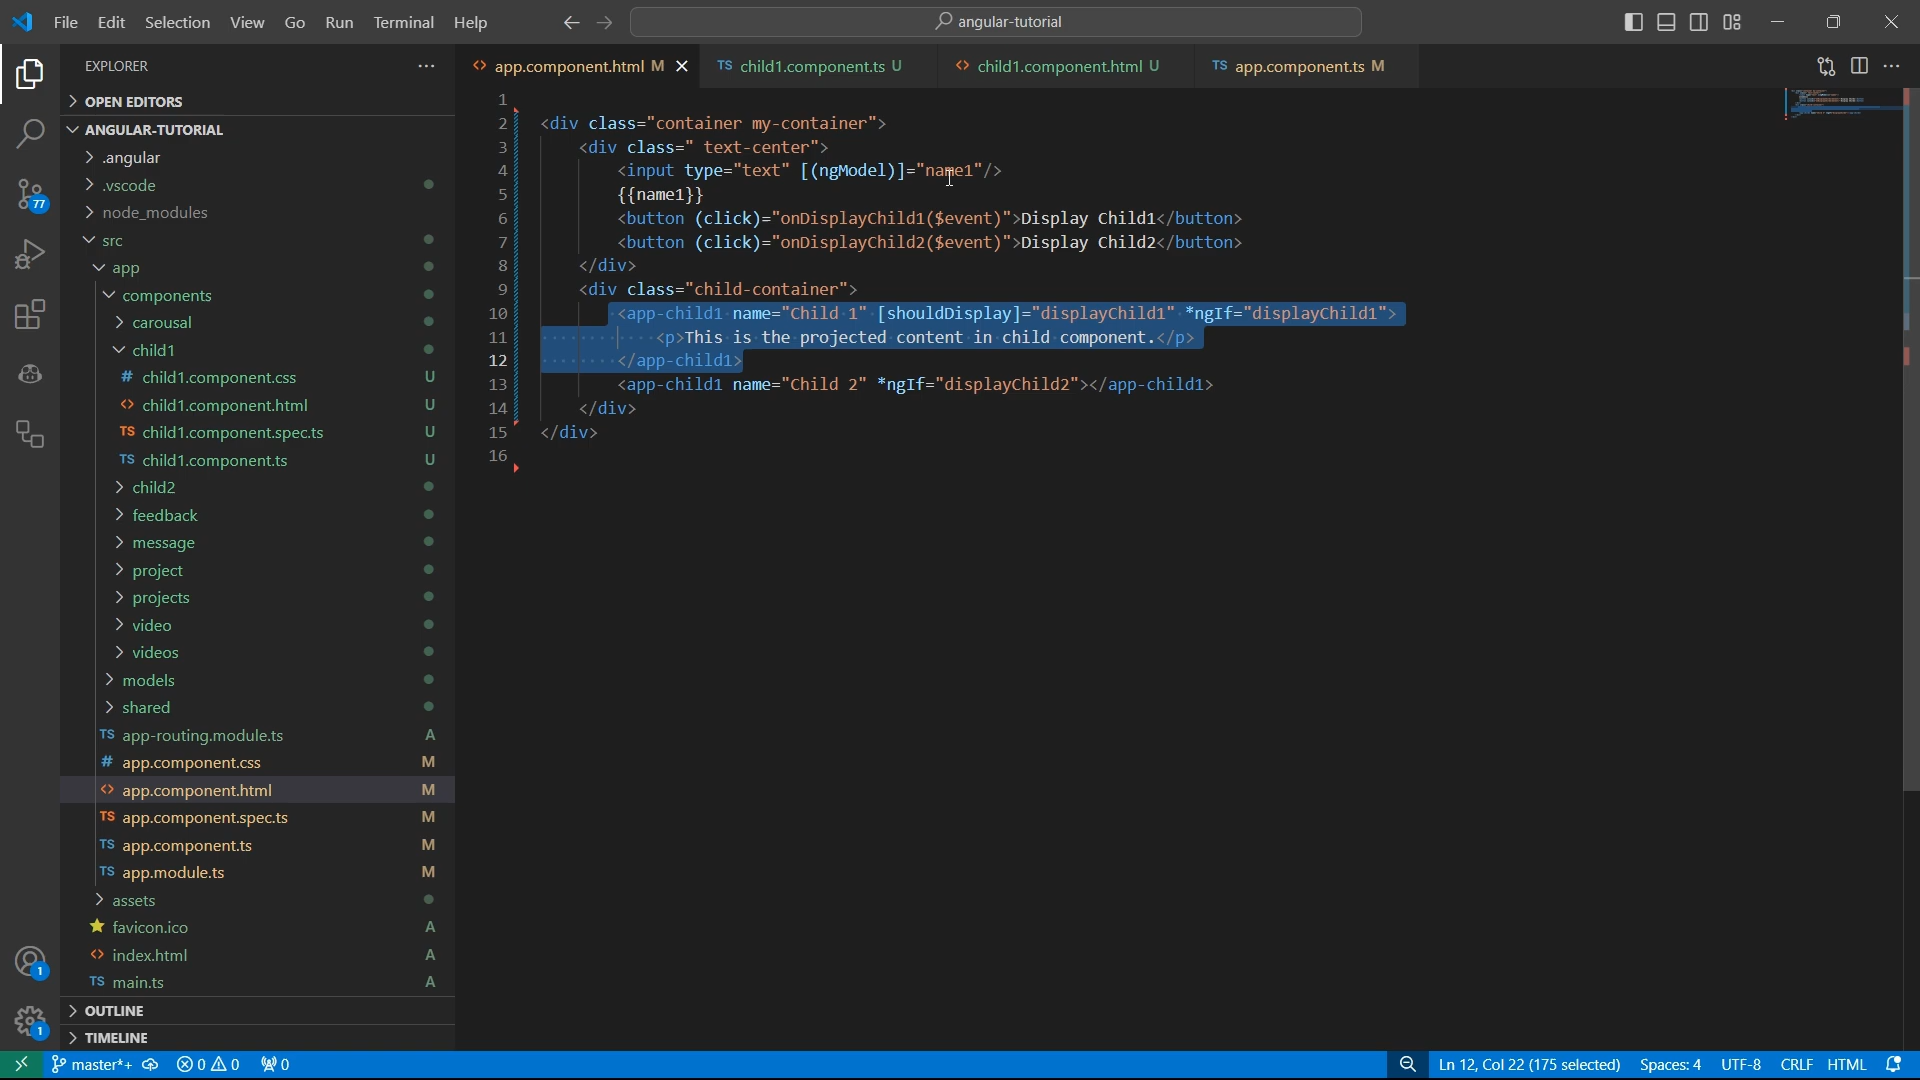 File Edit Selection View Go Run Terminal Help angular-tutorial
EXPLORER
OPEN EDITORS
ANGULAR-TUTORIAL
.angular
.vscode
node_modules
src
app
components
carousal
child1
child1.component.css U
child1.component.html U
child1.component.spec.ts U
child1.component.ts U
child2
feedback
message
project
projects
video
videos
models
shared
app-routing.module.ts A
app.component.css M
app.component.html M
app.component.spec.ts M
app.component.ts M
app.module.ts M
assets
favicon.ico A
index.html A
main.ts A
OUTLINE
TIMELINE
77
1
1
app.component.html M child1.component.ts U child1.component.html U app.component.ts M
1
2 <div class="container my-container">
3 <div class=" text-center">
4 <input type="text" [(ngModel)]="name1"/>
5 {{name1}}
6 <button (click)="onDisplayChild1($event)">Display Child1</button>
7 <button (click)="onDisplayChild2($event)">Display Child2</button>
8 </div>
9 <div class="child-container">
10 <app-child1 name="Child 1" [shouldDisplay]="displayChild1" *ngIf="displayChild1">
11 <p>This is the projected content in child component.</p>
12 </app-child1>
13 <app-child1 name="Child 2" *ngIf="displayChild2"></app-child1>
14 </div>
15 </div>
16
master*+ 0 0 0 Ln 12, Col 22 (175 selected) Spaces: 4 UTF-8 CRLF HTML